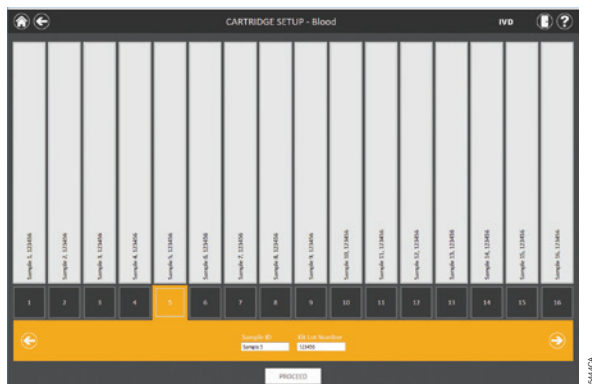 CARTRIDGE SETUP - Blood
IVD
?
Sample 1, 123456
Sample 2, 123456
Sample 3, 123456
Sample 4, 123456
Sample 5, 123456
Sample 6, 123456
Sample 7, 123456
Sample 8, 123456
Sample 9, 123456
Sample 10, 123456
Sample 11, 123456
Sample 12, 123456
Sample 13, 123456
Sample 14, 123456
Sample 15, 123456
Sample 16, 123456
1 2 3 4 5 6 7 8 9 10 11 12 13 14 15 16
Sample ID Kit Lot Number
Sample 5 123456
PROCEED